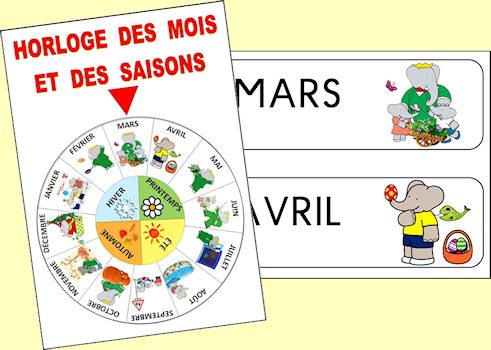 HORLOGE DES MOIS
ET DES SAISONS
MARS
AVRIL
MAI
JUIN
JUILLET
AOÛT
SEPTEMBRE
OCTOBRE
NOVEMBRE
DÉCEMBRE
JANVIER
FÉVRIER
HIVER
PRINTEMPS
ÉTÉ
AUTOMNE
MARS
AVRIL